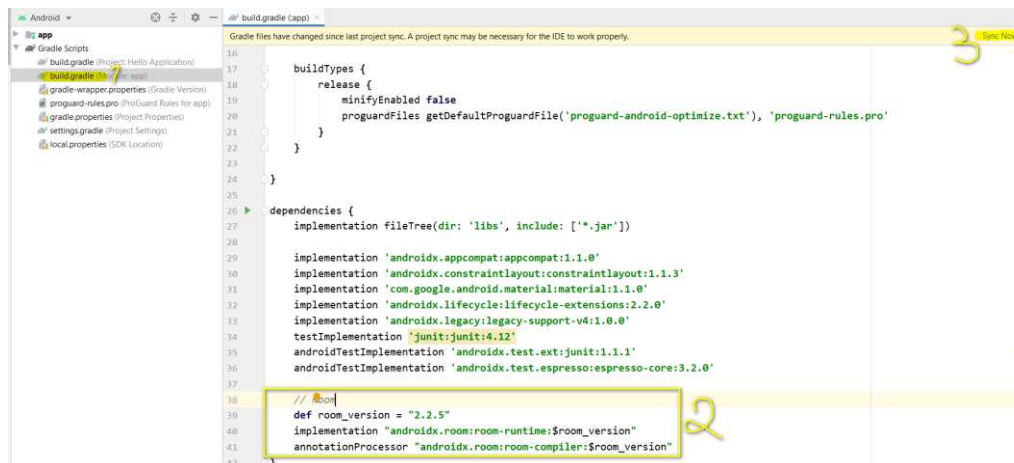 Android
build.gradle (:app)
app
Gradle Scripts
build.gradle (Project: Hello Application)
build.gradle (Module: app)
1
gradle-wrapper.properties (Gradle Version)
proguard-rules.pro (ProGuard Rules for app)
gradle.properties (Project Properties)
settings.gradle (Project Settings)
local.properties (SDK Location)
Gradle files have changed since last project sync. A project sync may be necessary for the IDE to work properly.
3
Sync Now
16
17 buildTypes {
18 release {
19 minifyEnabled false
20 proguardFiles getDefaultProguardFile('proguard-android-optimize.txt'), 'proguard-rules.pro'
21 }
22 }
23
24 }
25
26 dependencies {
27 implementation fileTree(dir: 'libs', include: ['*.jar'])
28
29 implementation 'androidx.appcompat:appcompat:1.1.0'
30 implementation 'androidx.constraintlayout:constraintlayout:1.1.3'
31 implementation 'com.google.android.material:material:1.1.0'
32 implementation 'androidx.lifecycle:lifecycle-extensions:2.2.0'
33 implementation 'androidx.legacy:legacy-support-v4:1.0.0'
34 testImplementation 'junit:junit:4.12'
35 androidTestImplementation 'androidx.test.ext:junit:1.1.1'
36 androidTestImplementation 'androidx.test.espresso:espresso-core:3.2.0'
37
38 // Room
39 def room_version = "2.2.5"
40 implementation "androidx.room:room-runtime:$room_version"
41 annotationProcessor "androidx.room:room-compiler:$room_version"
2
42 }